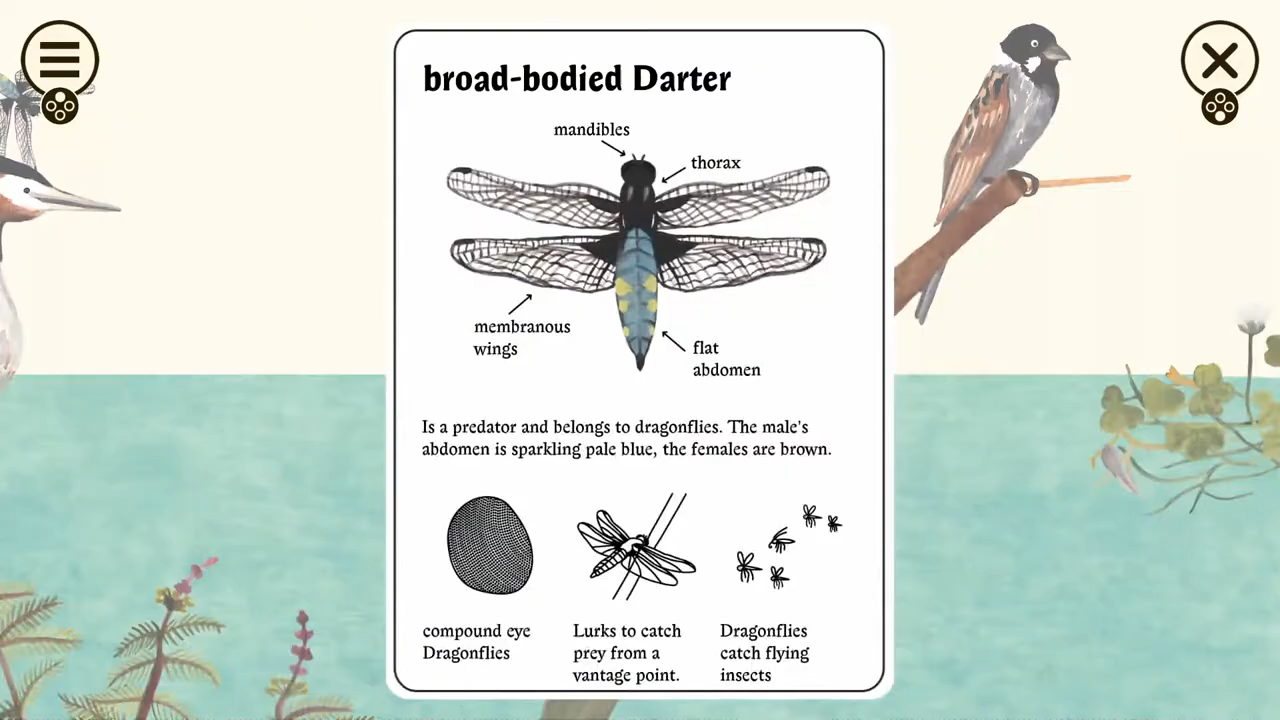 broad-bodied Darter
mandibles
thorax
membranous
wings
flat
abdomen
Is a predator and belongs to dragonflies. The male's
abdomen is sparkling pale blue, the females are brown.
compound eye
Dragonflies
Lurks to catch
prey from a
vantage point.
Dragonflies
catch flying
insects